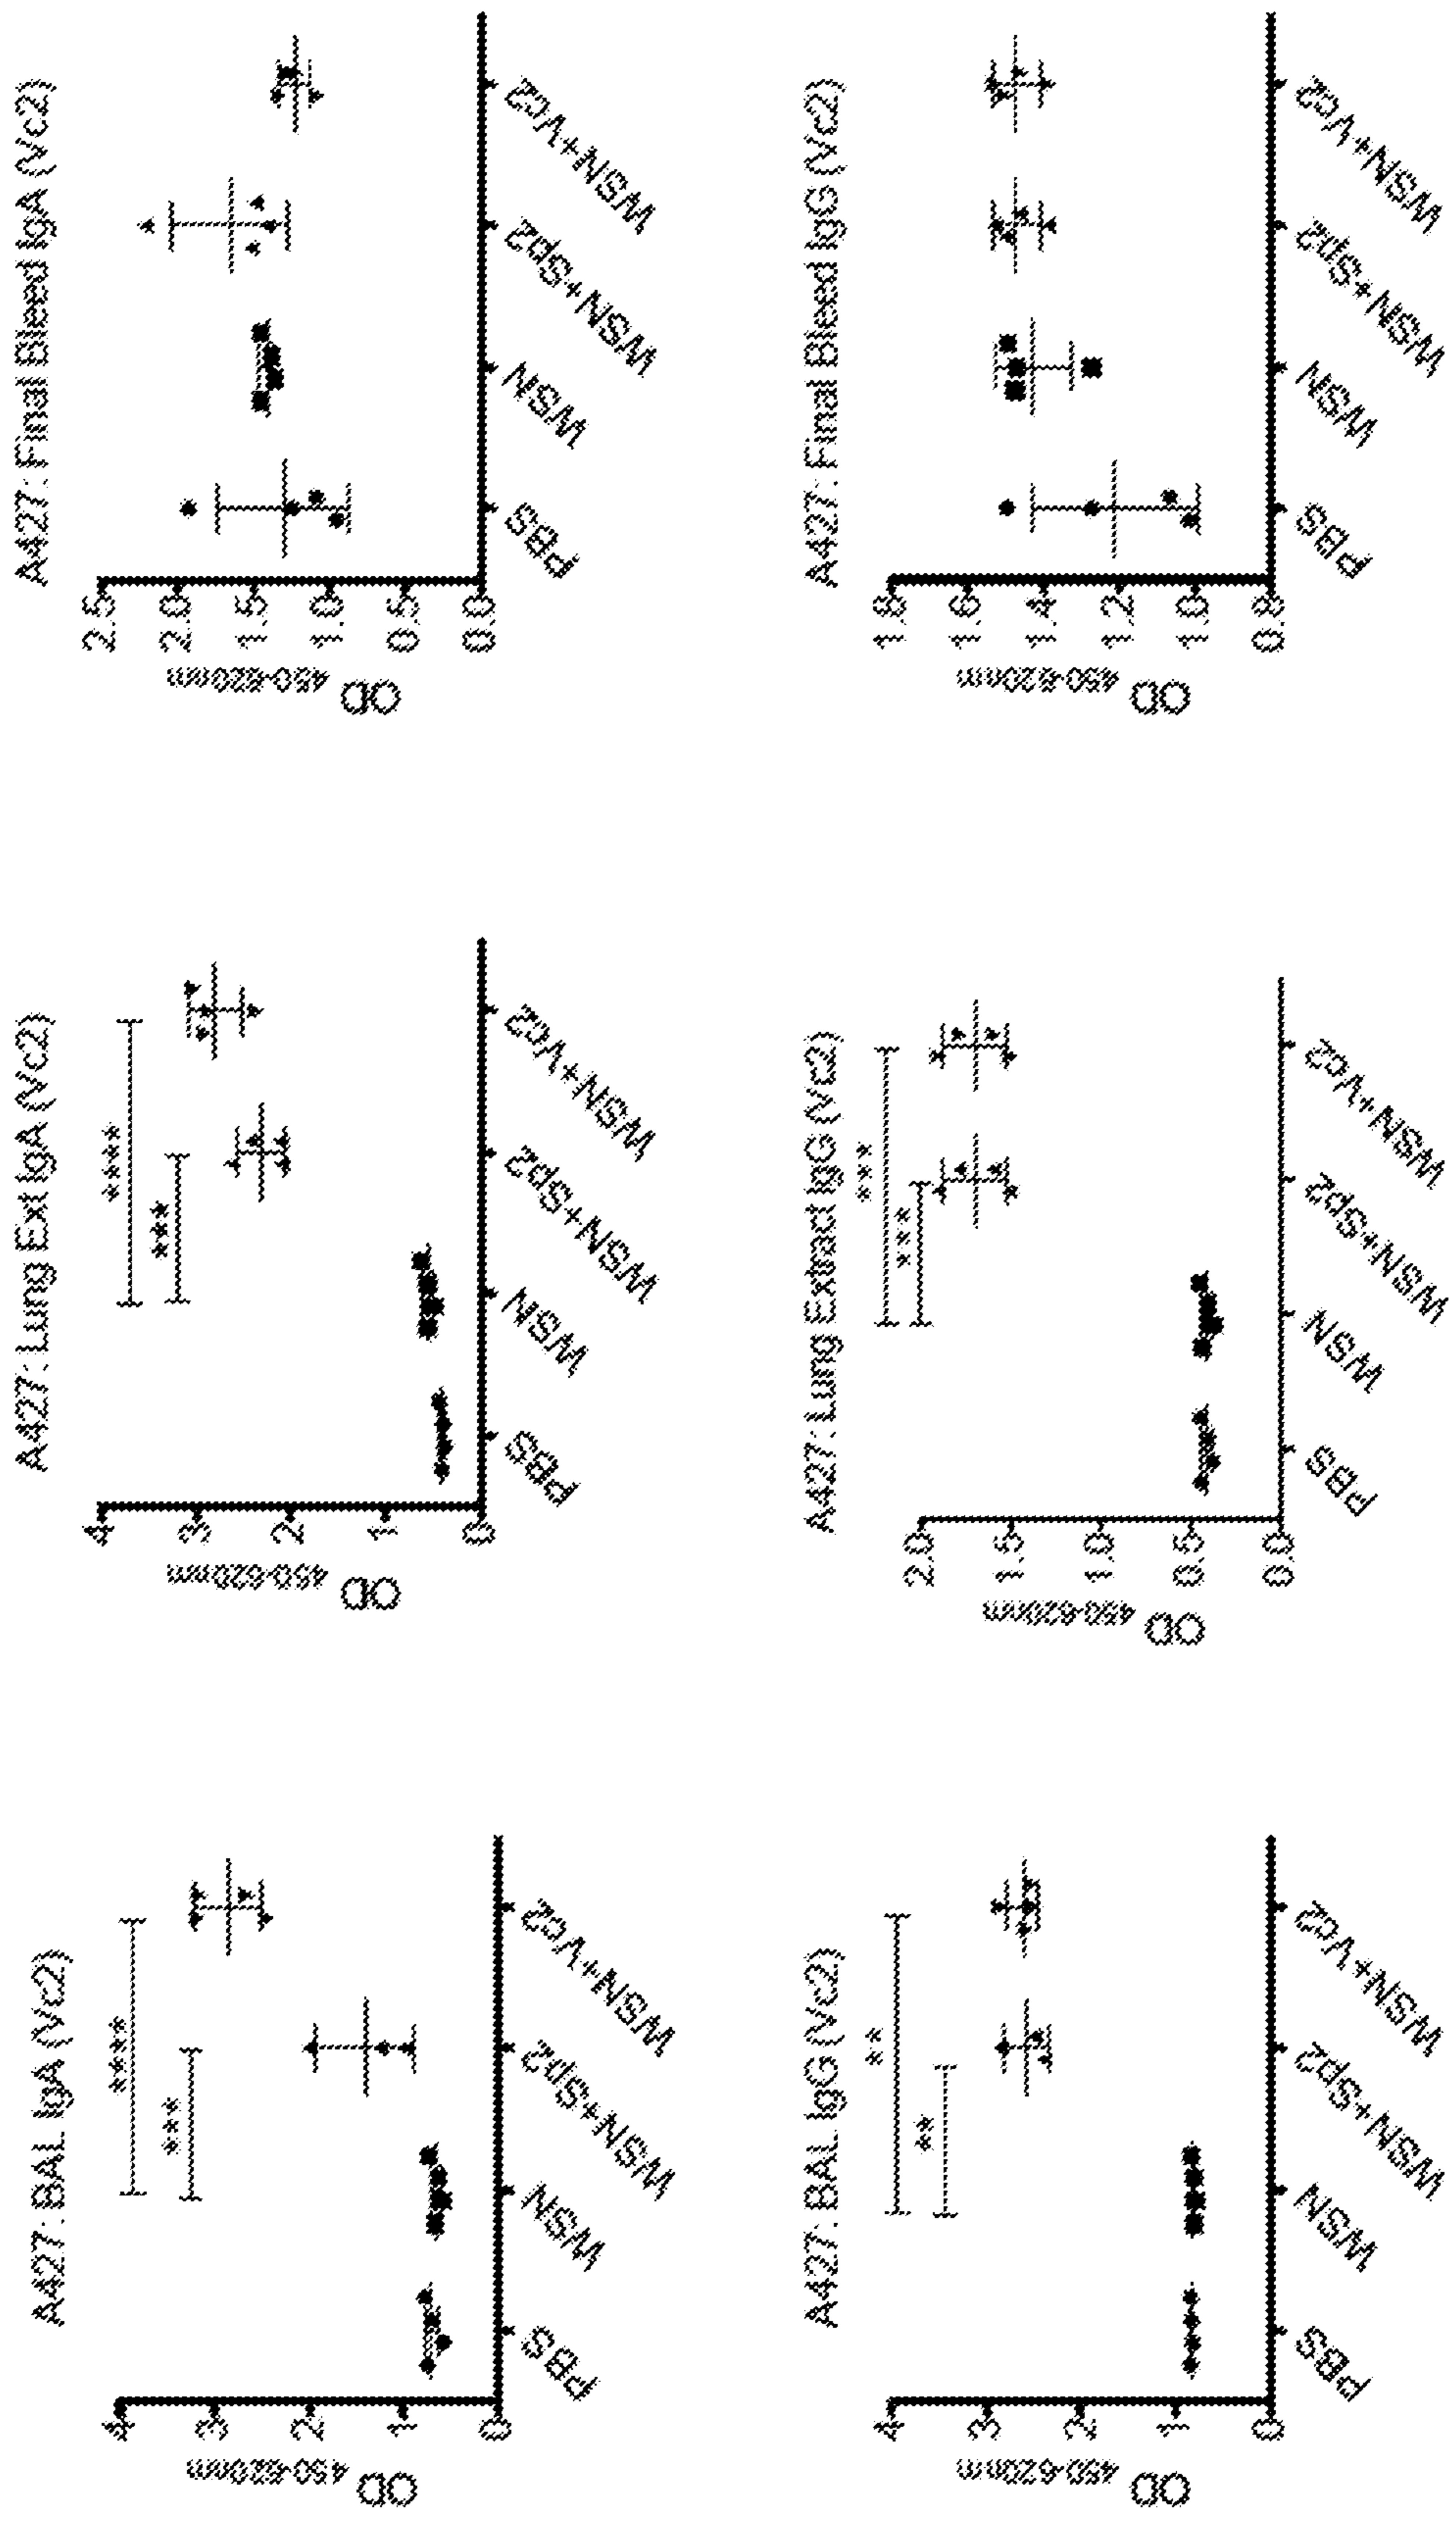 A427: BAL IgA (Vc2)
OD 450-620nm
4
3
2
1
0
****
***
PBS
WSN
WSN+Sp2
WSN+Vc2
A427: Lung Ext IgA (Vc2)
OD 450-620nm
4
3
2
1
0
****
***
PBS
WSN
WSN+Sp2
WSN+Vc2
A427: Final Bleed IgA (Vc2)
OD 450-620nm
2.5
2.0
1.5
1.0
0.5
0.0
PBS
WSN
WSN+Sp2
WSN+Vc2
A427: BAL IgG (Vc2)
OD 450-620nm
4
3
2
1
0
**
**
PBS
WSN
WSN+Sp2
WSN+Vc2
A427: Lung Extract IgG (Vc2)
OD 450-620nm
2.0
1.5
1.0
0.5
0.0
***
***
PBS
WSN
WSN+Sp2
WSN+Vc2
A427: Final Bleed IgG (Vc2)
OD 450-620nm
1.8
1.6
1.4
1.2
1.0
0.8
PBS
WSN
WSN+Sp2
WSN+Vc2